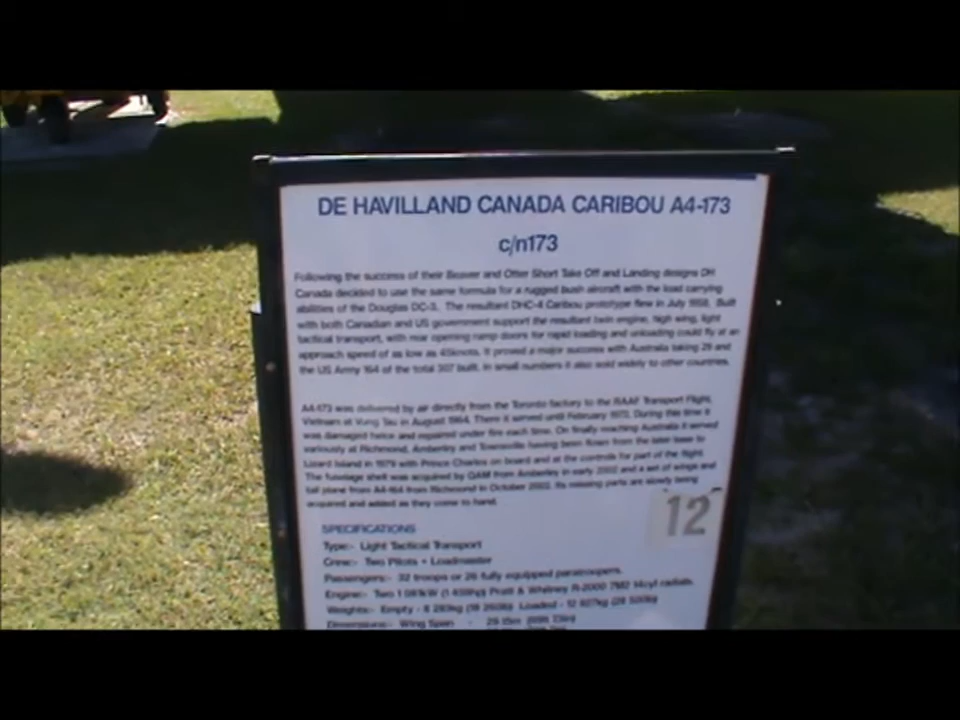 DE HAVILLAND CANADA CARIBOU A4-173
c/n173
Following the success of their Beaver and Otter Short Take Off and Landing designs DH
Canada decided to use the same formula for a rugged bush aircraft with the load carrying
abilities of the Douglas DC-3. The resultant DHC-4 Caribou prototype flew in July 1958. Built
with both Canadian and US government support the resultant twin engine, high wing, light
tactical transport, with rear opening ramp doors for rapid loading and unloading could fly at an
approach speed of as low as 45knots. It proved a major success with Australia taking 29 and
the US Army 164 of the total 307 built. In small numbers it also sold widely to other countries.
A4-173 was delivered by air directly from the Toronto factory to the RAAF Transport Flight,
Vietnam at Vung Tau in August 1964. There it served until February 1972. During this time it
was damaged twice and repaired under fire each time. On finally reaching Australia it served
variously at Richmond, Amberley and Townsville having been flown from the later base to
Lizard Island in 1979 with Prince Charles on board and at the controls for part of the flight.
The fuselage shell was acquired by QAM from Amberley in early 2002 and a set of wings and
tail plane from A4-164 from Richmond in October 2002. Its missing parts are slowly being
acquired and added as they come to hand.
12
SPECIFICATIONS
Type:- Light Tactical Transport
Crew:- Two Pilots + Loadmaster
Passengers:- 32 troops or 26 fully equipped paratroopers.
Engine:- Two Pratt & Whitney R-2000 7M2 14cyl radials
Weights:- Empty - Loaded -
Dimensions:- Wing Span -